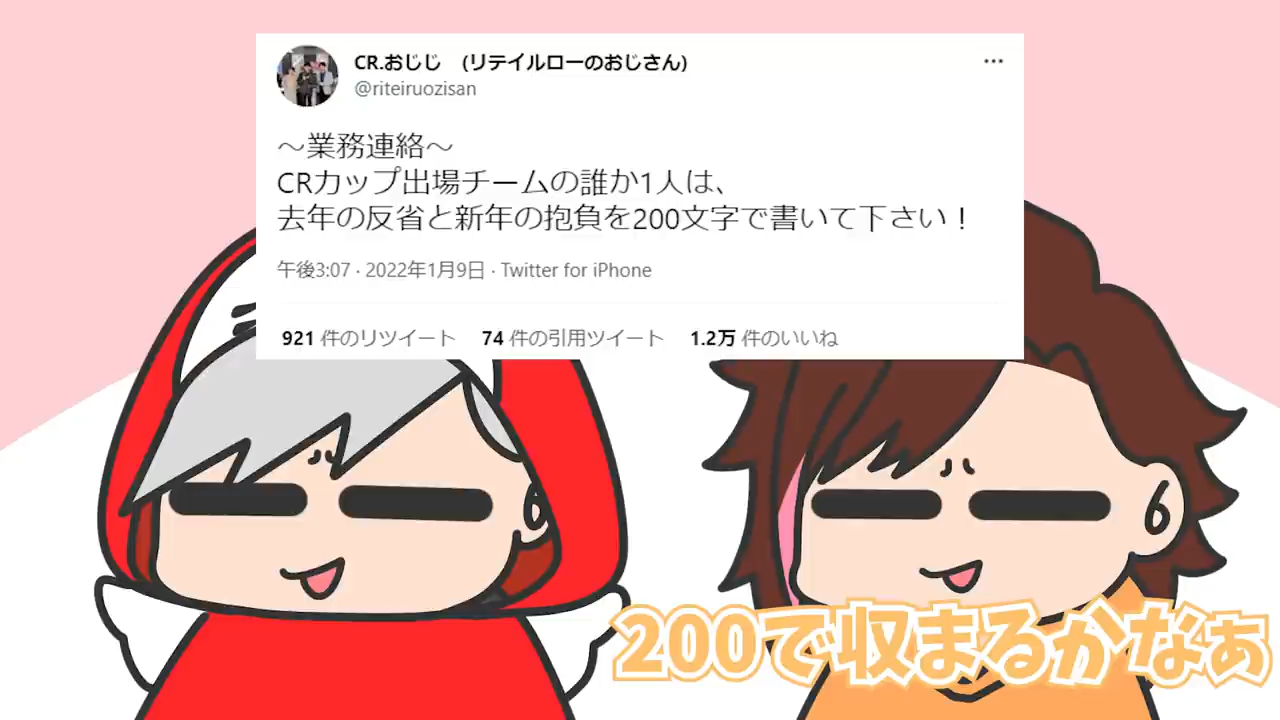 CR.おじじ (リテイルローのおじさん)
@riteiruozisan
～業務連絡～
CRカップ出場チームの誰か1人は、
去年の反省と新年の抱負を200文字で書いて下さい！
午後3:07 · 2022年1月9日 · Twitter for iPhone
921 件のリツイート 74 件の引用ツイート 1.2万 件のいいね
200で収まるかなぁ